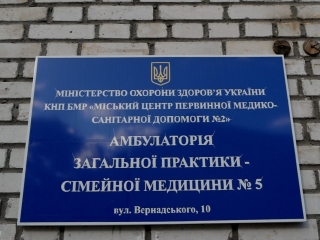 МІНІСТЕРСТВО ОХОРОНИ ЗДОРОВ'Я УКРАЇНИ
КНП БМР «МІСЬКИЙ ЦЕНТР ПЕРВИННОЇ МЕДИКО-
САНІТАРНОЇ ДОПОМОГИ №2»
АМБУЛАТОРІЯ
ЗАГАЛЬНОЇ ПРАКТИКИ -
СІМЕЙНОЇ МЕДИЦИНИ № 5
вул. Вернадського, 10